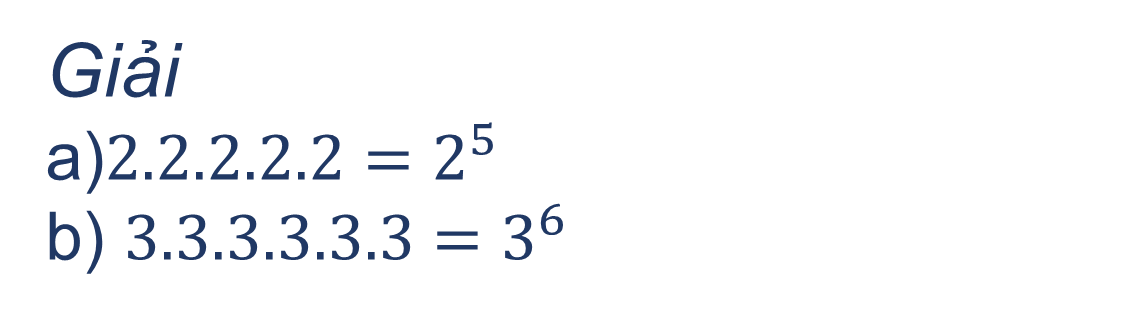 Giải
a)2.2.2.2.2 = 2⁵
b) 3.3.3.3.3.3 = 3⁶